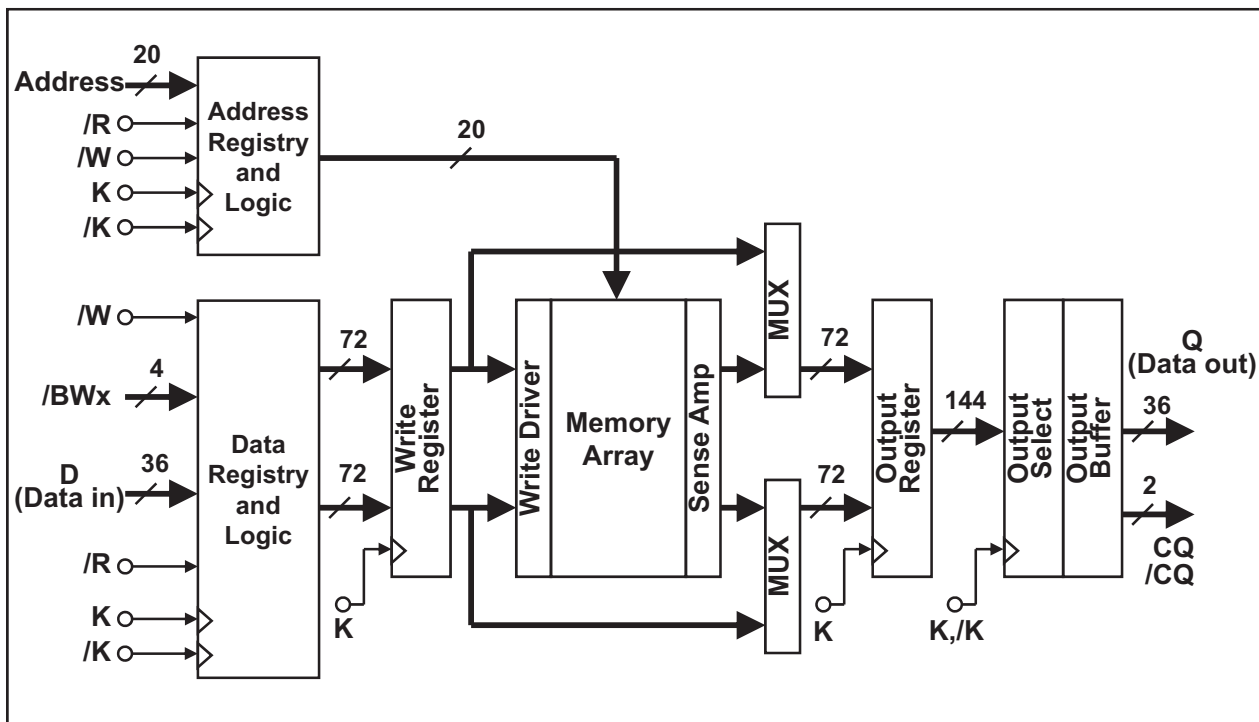 20
Address
/R
/W
K
/K
Address
Registry
and
Logic
20
/W
4
/BWx
36
D
(Data in)
/R
K
/K
Data
Registry
and
Logic
72
72
Write
Register
K
Write Driver
Memory
Array
Sense Amp
MUX
72
MUX
72
Output
Register
K
144
Output
Select
K,/K
Output
Buffer
Q
(Data out)
36
2
CQ
/CQ